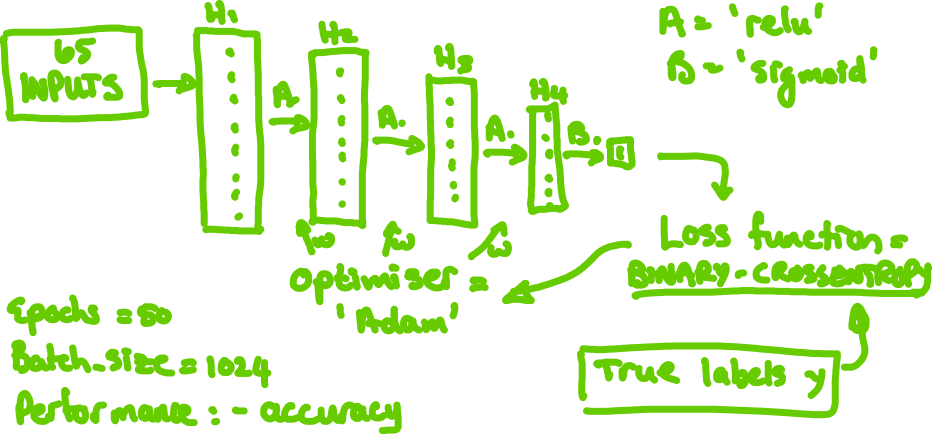 65
INPUTS
H1
A.
H2
A.
H3
A.
H4
B.
A = 'relu'
B = 'sigmoid'
Loss function =
BINARY - CROSSENTROPY
True labels y
w
w
w
Optimiser =
'Adam'
Epochs = 50
Batch_size = 1024
Performance : - accuracy